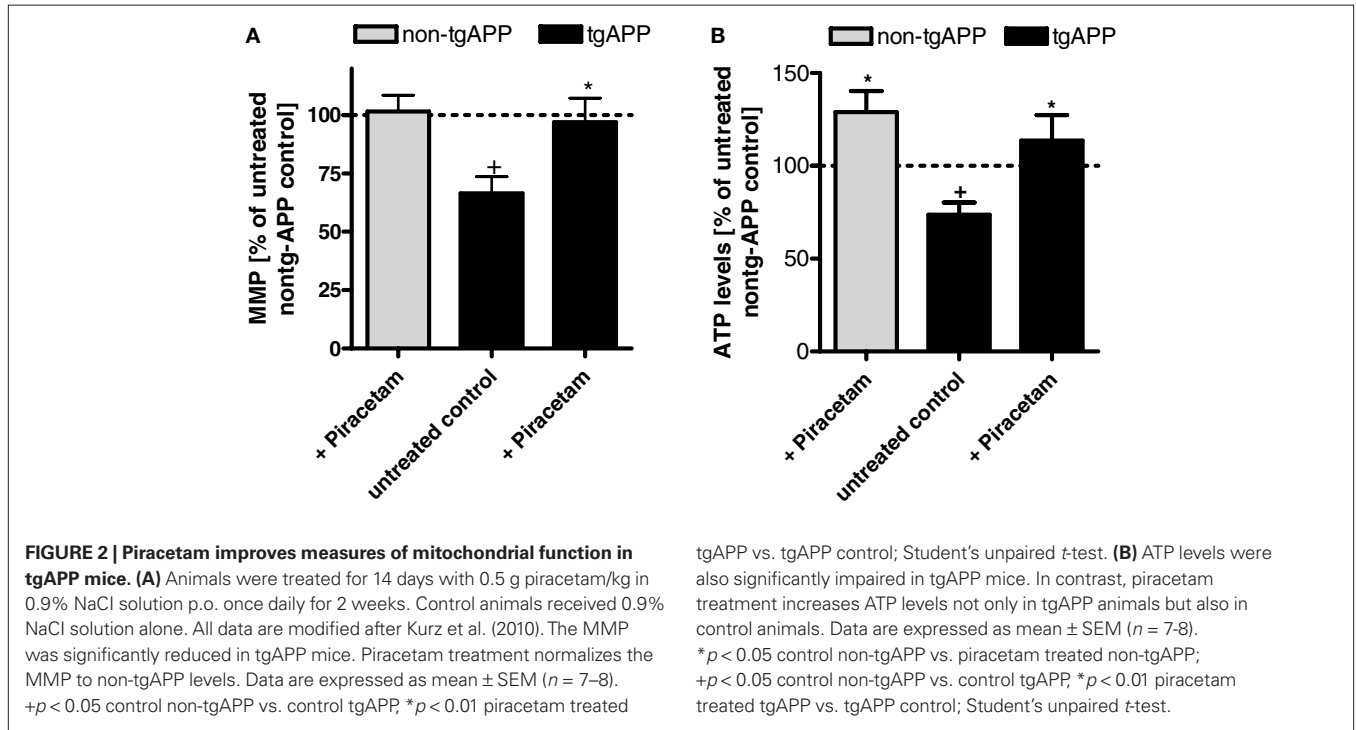 A
non-tgAPP tgAPP
MMP [% of untreated
nontg-APP control]
100
75
50
25
0
+
*
+ Piracetam
untreated control
+ Piracetam
B
non-tgAPP tgAPP
ATP levels [% of untreated
nontg-APP control]
150
100
50
0
*
+
*
+ Piracetam
untreated control
+ Piracetam
FIGURE 2 | Piracetam improves measures of mitochondrial function in
tgAPP mice. (A) Animals were treated for 14 days with 0.5 g piracetam/kg in
0.9% NaCl solution p.o. once daily for 2 weeks. Control animals received 0.9%
NaCl solution alone. All data are modified after Kurz et al. (2010). The MMP
was significantly reduced in tgAPP mice. Piracetam treatment normalizes the
MMP to non-tgAPP levels. Data are expressed as mean ± SEM (n = 7–8).
+p < 0.05 control non-tgAPP vs. control tgAPP, *p < 0.01 piracetam treated
tgAPP vs. tgAPP control; Student's unpaired t-test. (B) ATP levels were
also significantly impaired in tgAPP mice. In contrast, piracetam
treatment increases ATP levels not only in tgAPP animals but also in
control animals. Data are expressed as mean ± SEM (n = 7-8).
*p < 0.05 control non-tgAPP vs. piracetam treated non-tgAPP;
+p < 0.05 control non-tgAPP vs. control tgAPP, *p < 0.01 piracetam
treated tgAPP vs. tgAPP control; Student's unpaired t-test.